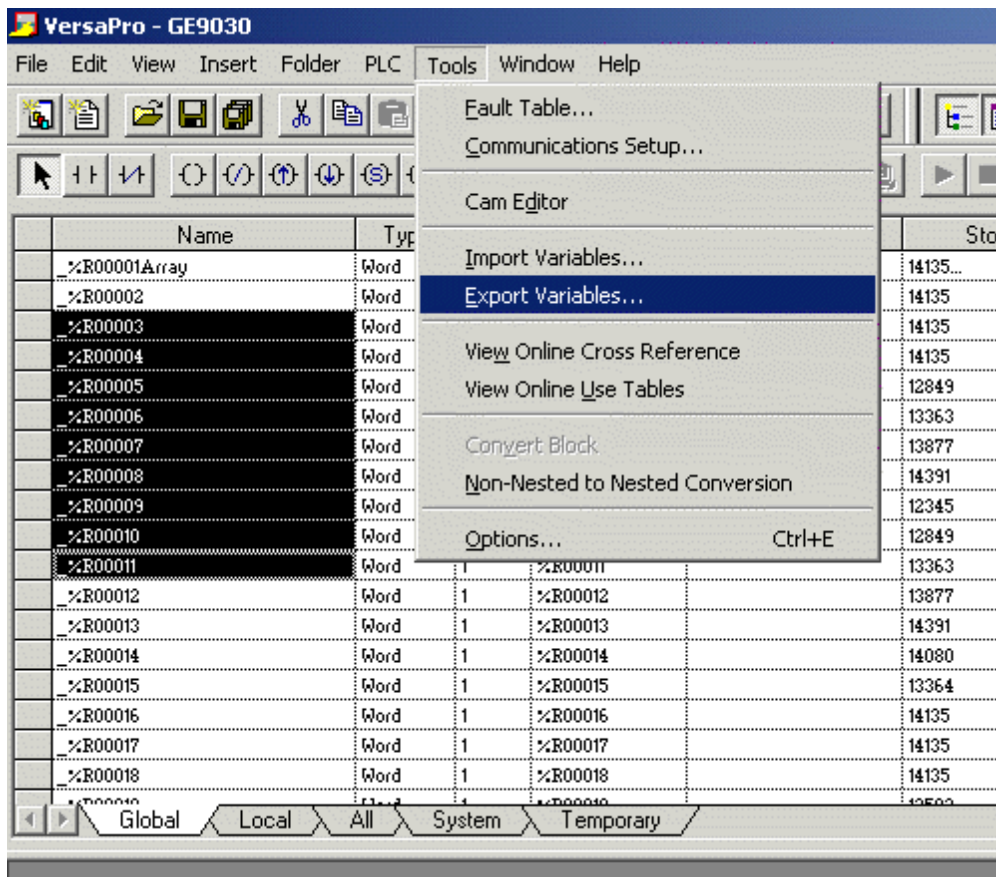 VersaPro - GE9030
File Edit View Insert Folder PLC Tools Window Help
Fault Table...
Communications Setup...
Cam Editor
Import Variables...
Export Variables...
View Online Cross Reference
View Online Use Tables
Convert Block
Non-Nested to Nested Conversion
Options... Ctrl+E
Name Typ Sto
_%R00001Array Word 14135...
_%R00002 Word 14135
_%R00003 Word 14135
_%R00004 Word 14135
_%R00005 Word 12849
_%R00006 Word 13363
_%R00007 Word 13877
_%R00008 Word 14391
_%R00009 Word 12345
_%R00010 Word 12849
_%R00011 Word 1 %R00011 13363
_%R00012 Word 1 %R00012 13877
_%R00013 Word 1 %R00013 14391
_%R00014 Word 1 %R00014 14080
_%R00015 Word 1 %R00015 13364
_%R00016 Word 1 %R00016 14135
_%R00017 Word 1 %R00017 14135
_%R00018 Word 1 %R00018 14135
Global Local All System Temporary